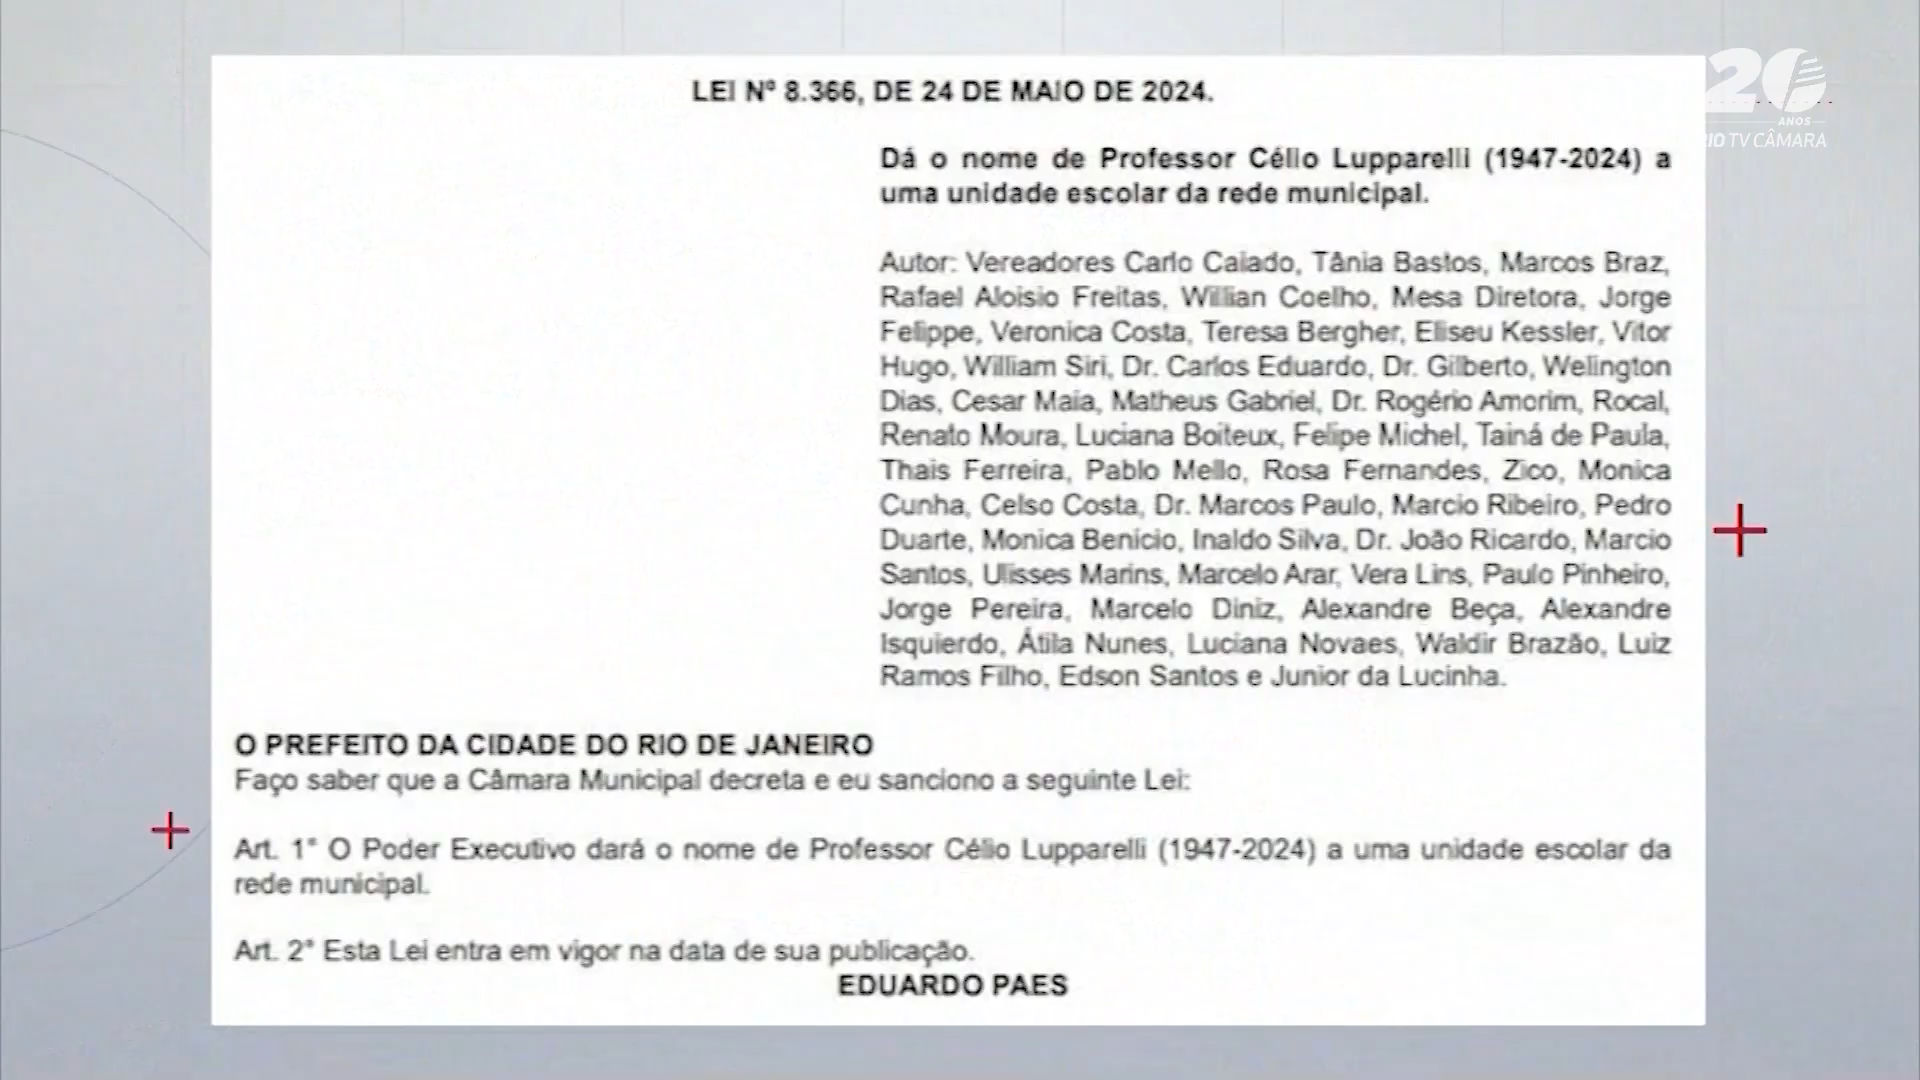 LEI Nº 8.366, DE 24 DE MAIO DE 2024.
20
ANOS
RIO TV CÂMARA
Dá o nome de Professor Célio Lupparelli (1947-2024) a
uma unidade escolar da rede municipal.
Autor: Vereadores Carlo Caiado, Tânia Bastos, Marcos Braz,
Rafael Aloisio Freitas, Willian Coelho, Mesa Diretora, Jorge
Felippe, Veronica Costa, Teresa Bergher, Eliseu Kessler, Vitor
Hugo, William Siri, Dr. Carlos Eduardo, Dr. Gilberto, Welington
Dias, Cesar Maia, Matheus Gabriel, Dr. Rogério Amorim, Rocal,
Renato Moura, Luciana Boiteux, Felipe Michel, Tainá de Paula,
Thais Ferreira, Pablo Mello, Rosa Fernandes, Zico, Monica
Cunha, Celso Costa, Dr. Marcos Paulo, Marcio Ribeiro, Pedro
Duarte, Monica Benicio, Inaldo Silva, Dr. João Ricardo, Marcio
Santos, Ulisses Marins, Marcelo Arar, Vera Lins, Paulo Pinheiro,
Jorge Pereira, Marcelo Diniz, Alexandre Beça, Alexandre
Isquierdo, Átila Nunes, Luciana Novaes, Waldir Brazão, Luiz
Ramos Filho, Edson Santos e Junior da Lucinha.
O PREFEITO DA CIDADE DO RIO DE JANEIRO
Faço saber que a Câmara Municipal decreta e eu sanciono a seguinte Lei:
Art. 1° O Poder Executivo dará o nome de Professor Célio Lupparelli (1947-2024) a uma unidade escolar da
rede municipal.
Art. 2° Esta Lei entra em vigor na data de sua publicação.
EDUARDO PAES